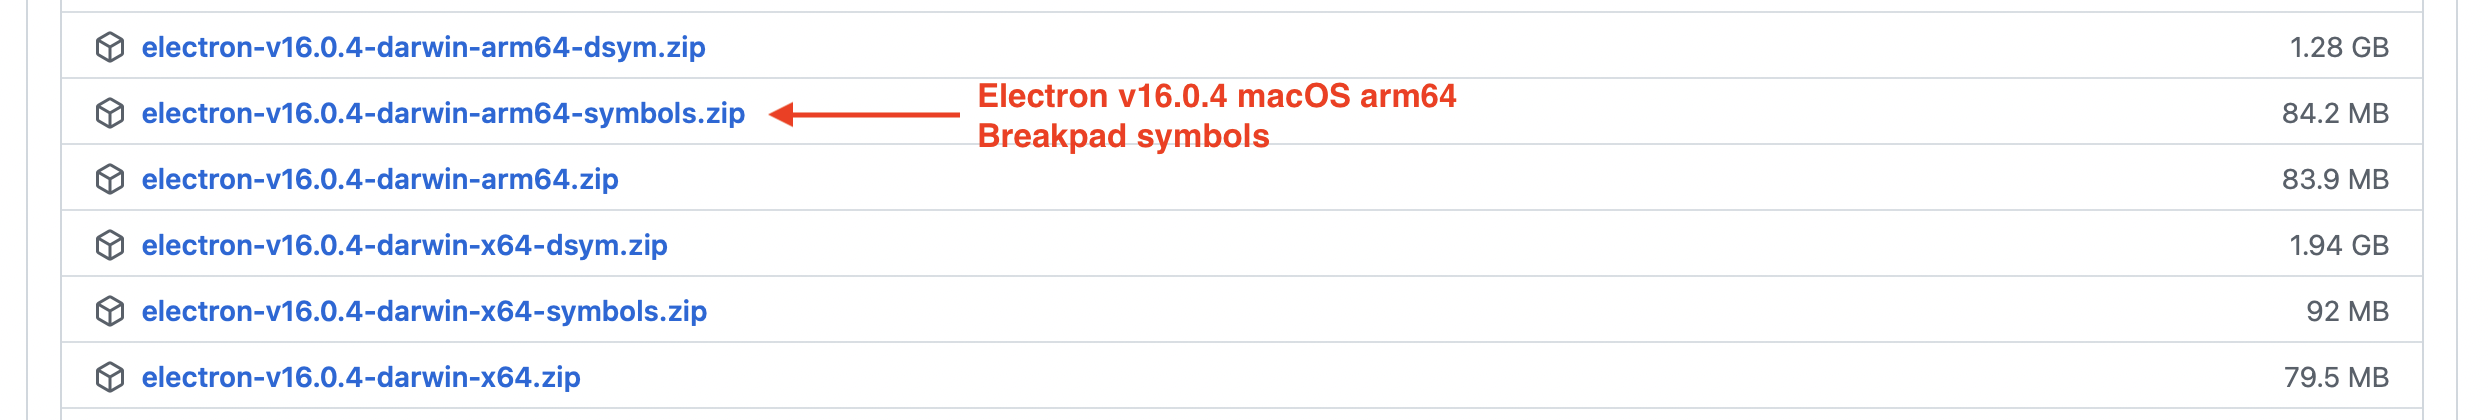 electron-v16.0.4-darwin-arm64-dsym.zip 1.28 GB
electron-v16.0.4-darwin-arm64-symbols.zip Electron v16.0.4 macOS arm64 84.2 MB
Breakpad symbols
electron-v16.0.4-darwin-arm64.zip 83.9 MB
electron-v16.0.4-darwin-x64-dsym.zip 1.94 GB
electron-v16.0.4-darwin-x64-symbols.zip 92 MB
electron-v16.0.4-darwin-x64.zip 79.5 MB